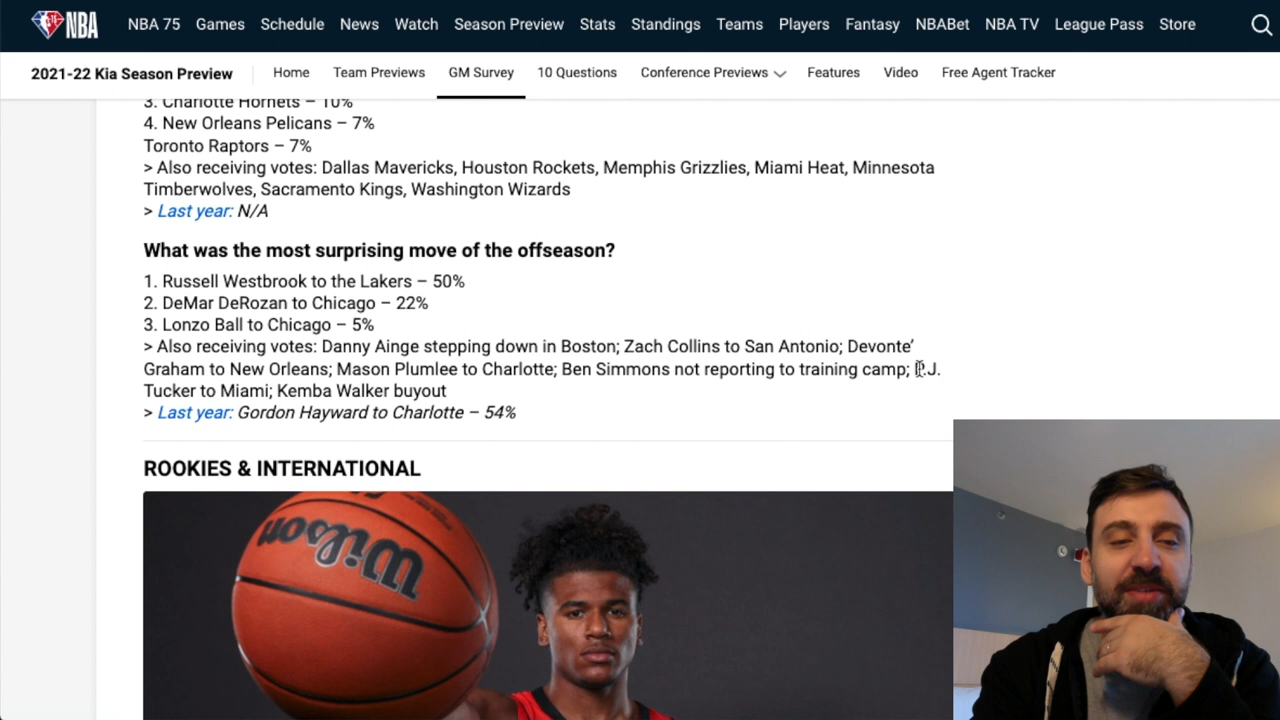 NBA
NBA 75 Games Schedule News Watch Season Preview Stats Standings Teams Players Fantasy NBABet NBA TV League Pass Store
2021-22 Kia Season Preview Home Team Previews GM Survey 10 Questions Conference Previews Features Video Free Agent Tracker
3. Charlotte Hornets – 10%
4. New Orleans Pelicans – 7%
Toronto Raptors – 7%
> Also receiving votes: Dallas Mavericks, Houston Rockets, Memphis Grizzlies, Miami Heat, Minnesota
Timberwolves, Sacramento Kings, Washington Wizards
> Last year: N/A
What was the most surprising move of the offseason?
1. Russell Westbrook to the Lakers – 50%
2. DeMar DeRozan to Chicago – 22%
3. Lonzo Ball to Chicago – 5%
> Also receiving votes: Danny Ainge stepping down in Boston; Zach Collins to San Antonio; Devonte’
Graham to New Orleans; Mason Plumlee to Charlotte; Ben Simmons not reporting to training camp; P.J.
Tucker to Miami; Kemba Walker buyout
> Last year: Gordon Hayward to Charlotte – 54%
ROOKIES & INTERNATIONAL
Wilson